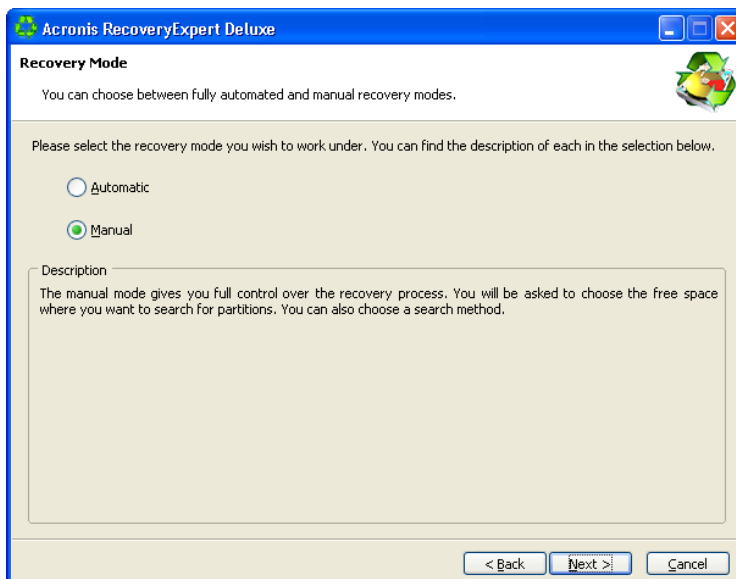 Acronis RecoveryExpert Deluxe
Recovery Mode
You can choose between fully automated and manual recovery modes.
Please select the recovery mode you wish to work under. You can find the description of each in the selection below.
Automatic
Manual
Description
The manual mode gives you full control over the recovery process. You will be asked to choose the free space
where you want to search for partitions. You can also choose a search method.
< Back Next > Cancel